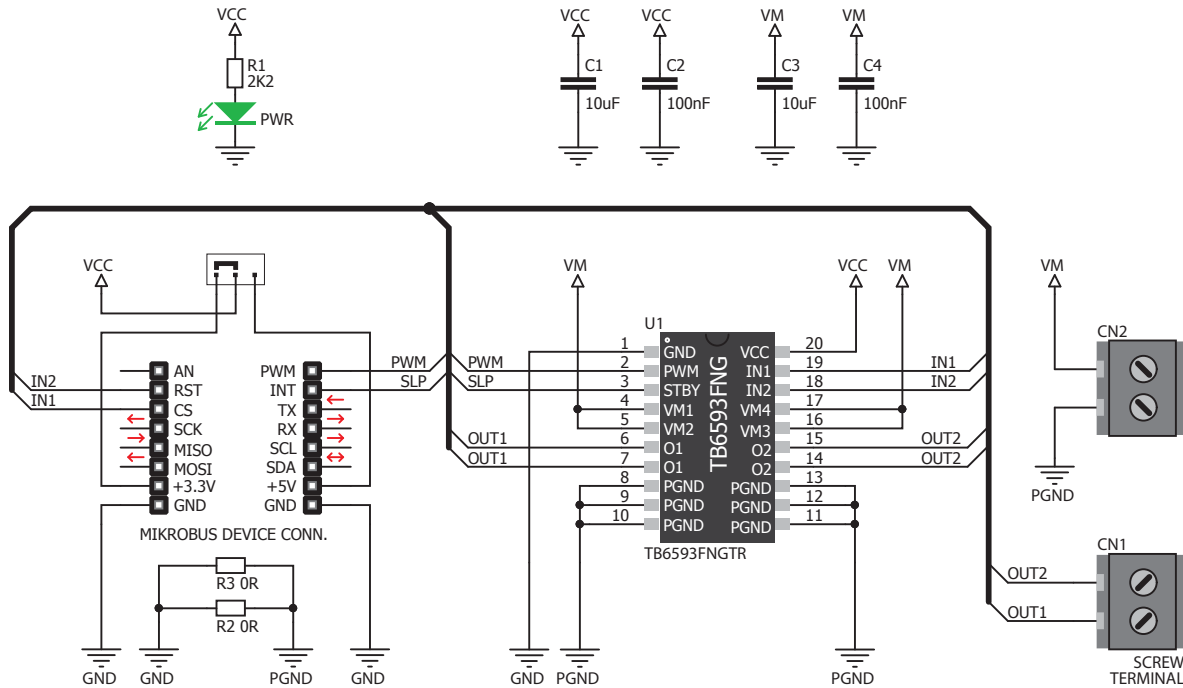 VCC
R1
2K2
PWR
VCC
C1
10uF
VCC
C2
100nF
VM
C3
10uF
VM
C4
100nF
VCC
IN2
IN1
AN
RST
CS
SCK
MISO
MOSI
+3.3V
GND
PWM
INT
TX
RX
SCL
SDA
+5V
GND
MIKROBUS DEVICE CONN.
R3 0R
R2 0R
GND
GND
PGND
GND
PWM
SLP
PWM
SLP
OUT1
OUT1
VM
U1
1
2
3
4
5
6
7
8
9
10
GND
PWM
STBY
VM1
VM2
O1
O1
PGND
PGND
PGND
TB6593FNG
VCC
IN1
IN2
VM4
VM3
O2
O2
PGND
PGND
PGND
20
19
18
17
16
15
14
13
12
11
TB6593FNGTR
GND
PGND
PGND
VCC
VM
IN1
IN2
OUT2
OUT2
VM
CN2
PGND
CN1
OUT2
OUT1
SCREW
TERMINAL